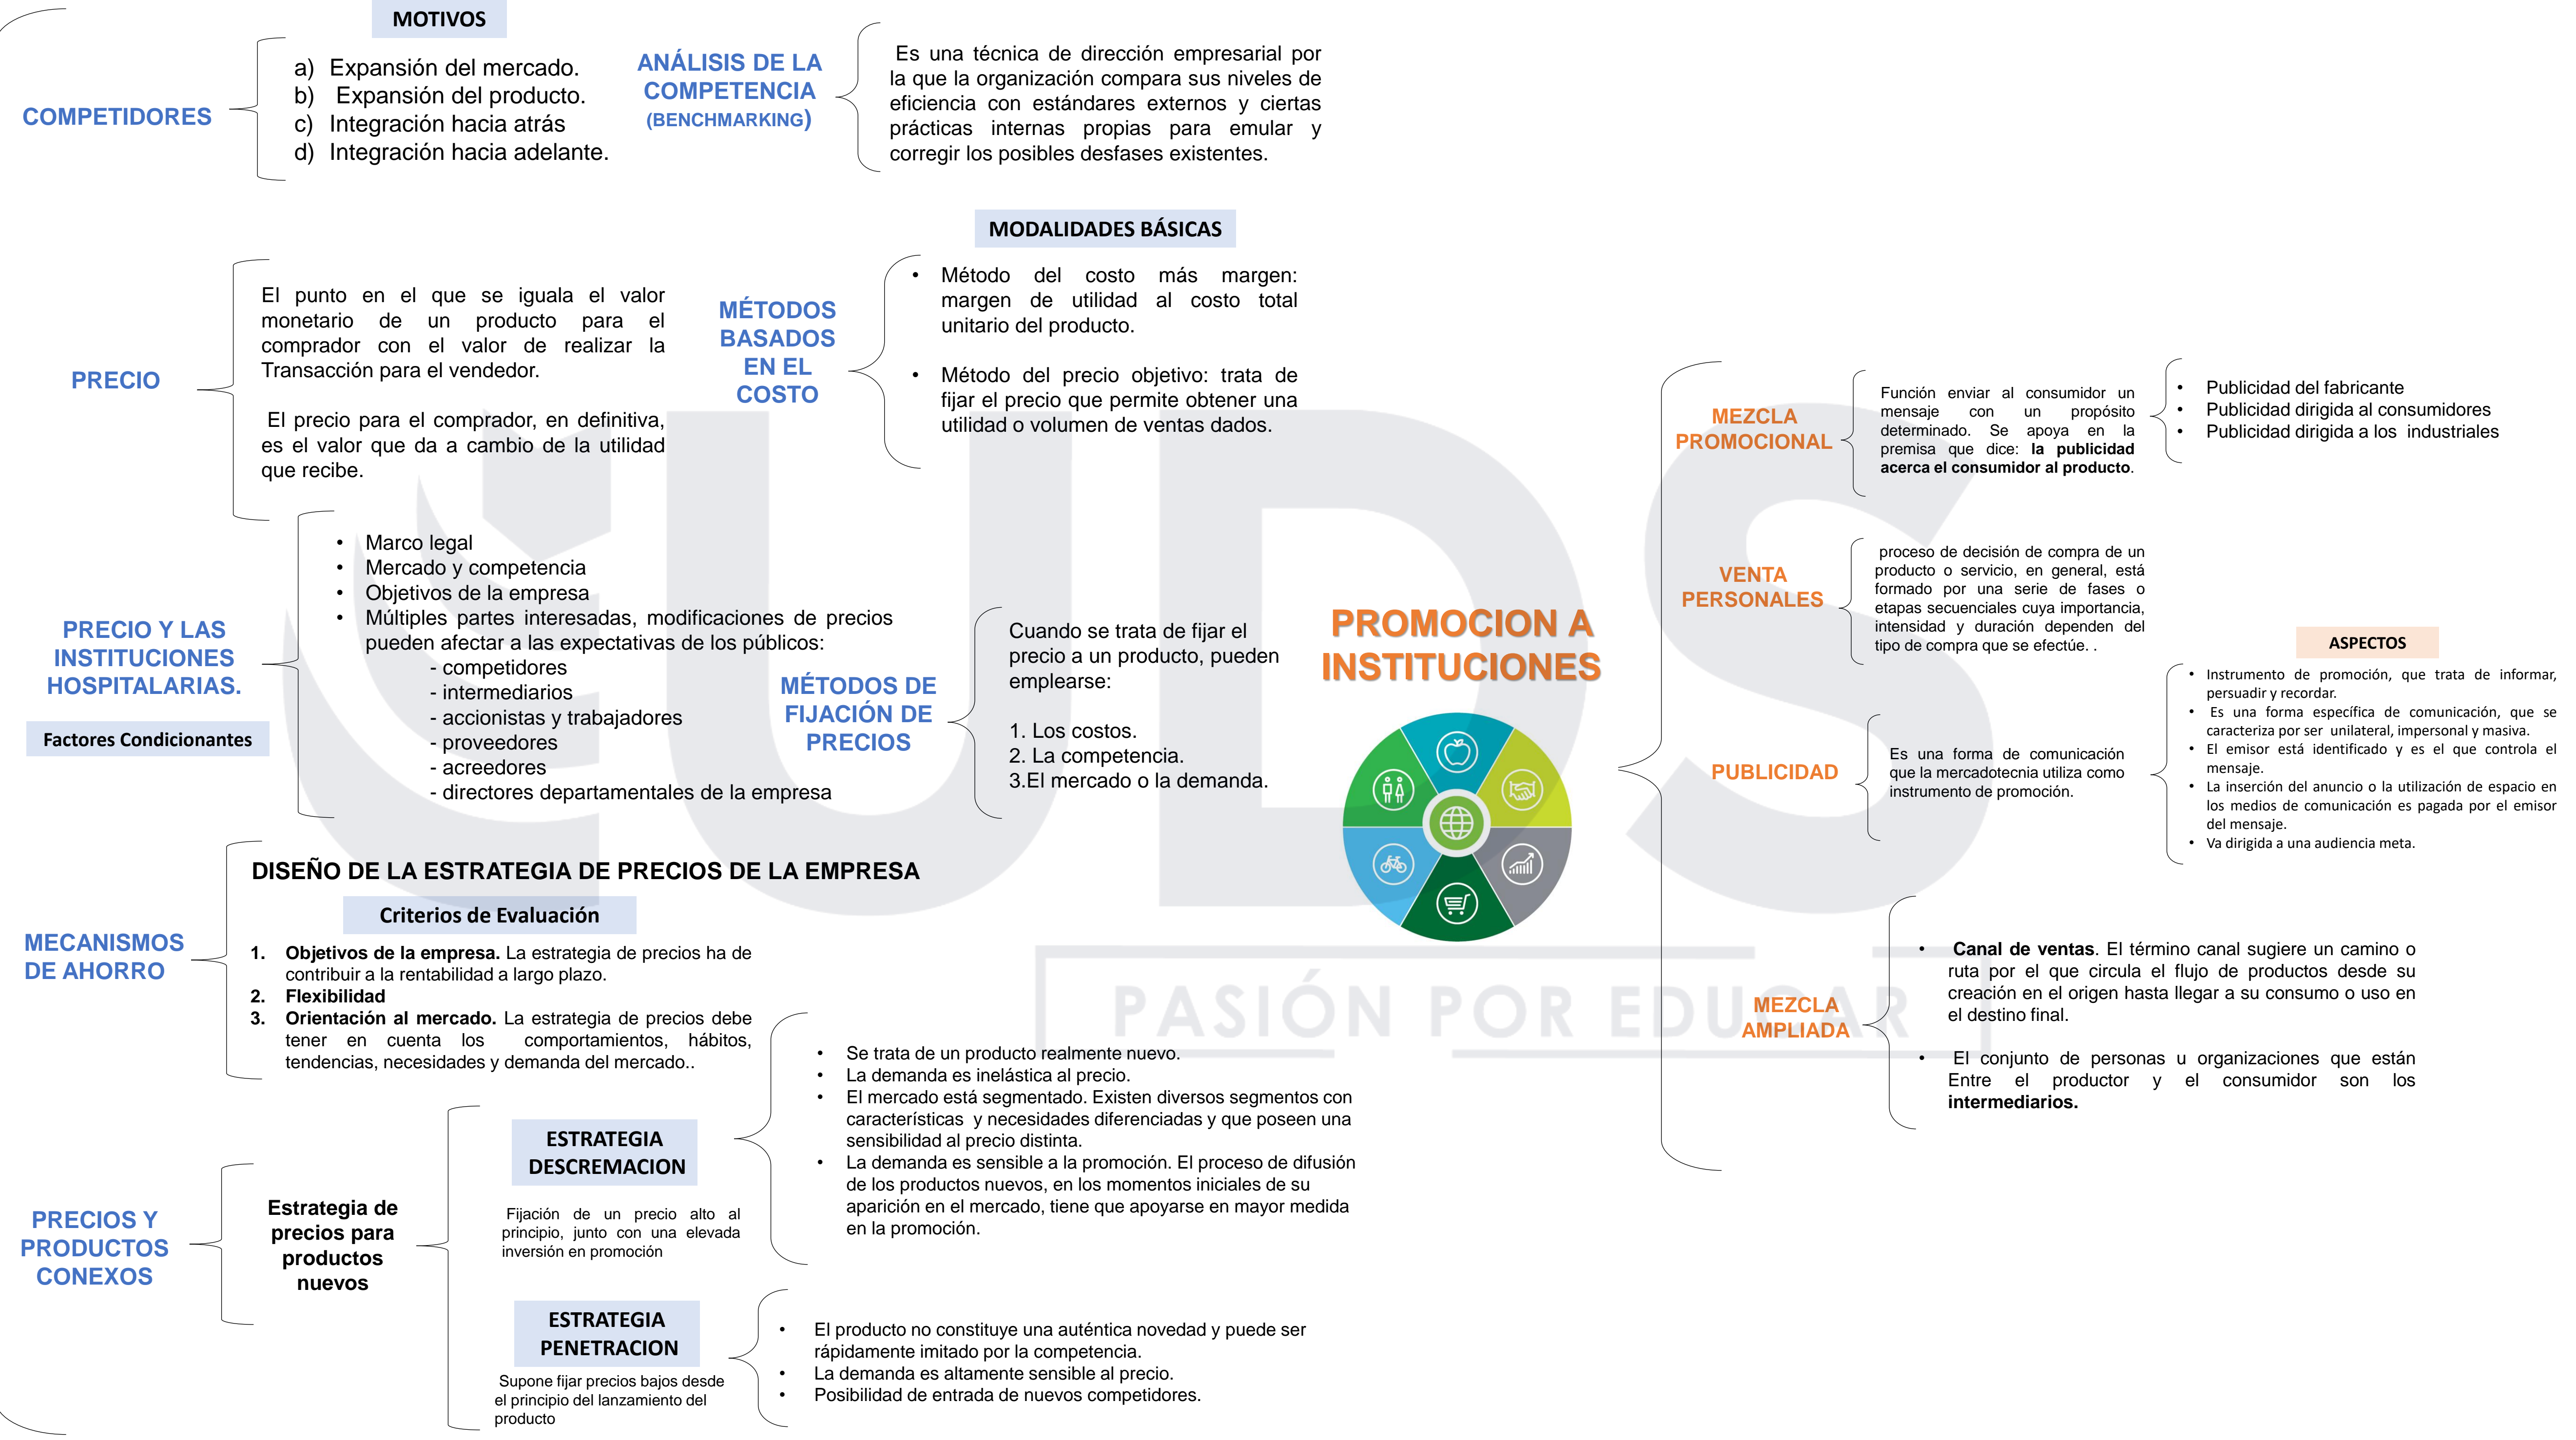 MOTIVOS
COMPETIDORES
a) Expansión del mercado.
b) Expansión del producto.
c) Integración hacia atrás
d) Integración hacia adelante.
ANÁLISIS DE LA
COMPETENCIA
(BENCHMARKING)
Es una técnica de dirección empresarial por
la que la organización compara sus niveles de
eficiencia con estándares externos y ciertas
prácticas internas propias para emular y
corregir los posibles desfases existentes.
PRECIO
El punto en el que se iguala el valor
monetario de un producto para el
comprador con el valor de realizar la
Transacción para el vendedor.
El precio para el comprador, en definitiva,
es el valor que da a cambio de la utilidad
que recibe.
MÉTODOS
BASADOS
EN EL
COSTO
MODALIDADES BÁSICAS
• Método del costo más margen:
margen de utilidad al costo total
unitario del producto.
• Método del precio objetivo: trata de
fijar el precio que permite obtener una
utilidad o volumen de ventas dados.
PRECIO Y LAS
INSTITUCIONES
HOSPITALARIAS.
Factores Condicionantes
• Marco legal
• Mercado y competencia
• Objetivos de la empresa
• Múltiples partes interesadas, modificaciones de precios
pueden afectar a las expectativas de los públicos:
- competidores
- intermediarios
- accionistas y trabajadores
- proveedores
- acreedores
- directores departamentales de la empresa
MÉTODOS DE
FIJACIÓN DE
PRECIOS
Cuando se trata de fijar el
precio a un producto, pueden
emplearse:
1. Los costos.
2. La competencia.
3.El mercado o la demanda.
MECANISMOS
DE AHORRO
DISEÑO DE LA ESTRATEGIA DE PRECIOS DE LA EMPRESA
Criterios de Evaluación
1. Objetivos de la empresa. La estrategia de precios ha de
contribuir a la rentabilidad a largo plazo.
2. Flexibilidad
3. Orientación al mercado. La estrategia de precios debe
tener en cuenta los comportamientos, hábitos,
tendencias, necesidades y demanda del mercado..
PRECIOS Y
PRODUCTOS
CONEXOS
Estrategia de
precios para
productos
nuevos
ESTRATEGIA
DESCREMACION
Fijación de un precio alto al
principio, junto con una elevada
inversión en promoción
• Se trata de un producto realmente nuevo.
• La demanda es inelástica al precio.
• El mercado está segmentado. Existen diversos segmentos con
características y necesidades diferenciadas y que poseen una
sensibilidad al precio distinta.
• La demanda es sensible a la promoción. El proceso de difusión
de los productos nuevos, en los momentos iniciales de su
aparición en el mercado, tiene que apoyarse en mayor medida
en la promoción.
ESTRATEGIA
PENETRACION
Supone fijar precios bajos desde
el principio del lanzamiento del
producto
• El producto no constituye una auténtica novedad y puede ser
rápidamente imitado por la competencia.
• La demanda es altamente sensible al precio.
• Posibilidad de entrada de nuevos competidores.
PROMOCION A
INSTITUCIONES
MEZCLA
PROMOCIONAL
Función enviar al consumidor un
mensaje con un propósito
determinado. Se apoya en la
premisa que dice: la publicidad
acerca el consumidor al producto.
• Publicidad del fabricante
• Publicidad dirigida al consumidores
• Publicidad dirigida a los industriales
VENTA
PERSONALES
proceso de decisión de compra de un
producto o servicio, en general, está
formado por una serie de fases o
etapas secuenciales cuya importancia,
intensidad y duración dependen del
tipo de compra que se efectúe. .
PUBLICIDAD
Es una forma de comunicación
que la mercadotecnia utiliza como
instrumento de promoción.
ASPECTOS
• Instrumento de promoción, que trata de informar,
persuadir y recordar.
• Es una forma específica de comunicación, que se
caracteriza por ser unilateral, impersonal y masiva.
• El emisor está identificado y es el que controla el
mensaje.
• La inserción del anuncio o la utilización de espacio en
los medios de comunicación es pagada por el emisor
del mensaje.
• Va dirigida a una audiencia meta.
MEZCLA
AMPLIADA
• Canal de ventas. El término canal sugiere un camino o
ruta por el que circula el flujo de productos desde su
creación en el origen hasta llegar a su consumo o uso en
el destino final.
• El conjunto de personas u organizaciones que están
Entre el productor y el consumidor son los
intermediarios.
UDS
PASIÓN POR EDUCAR